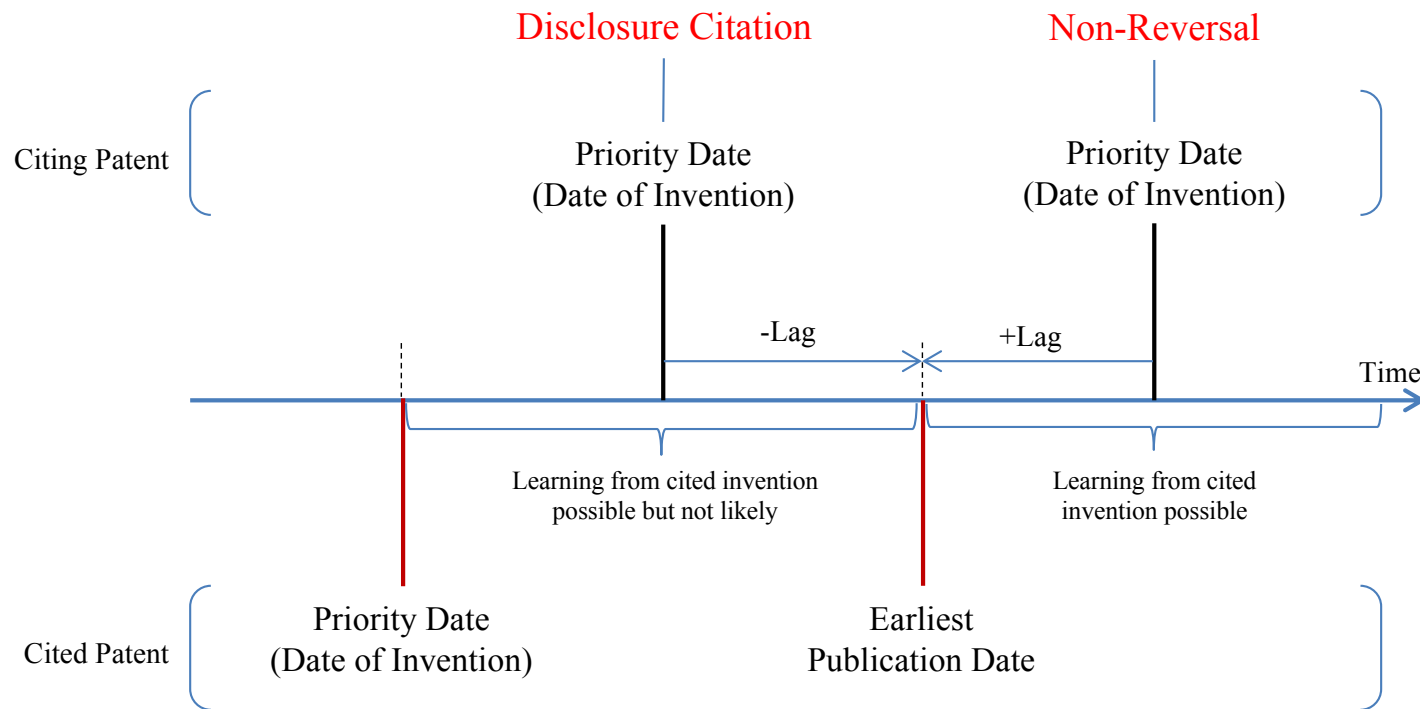 Disclosure Citation
Non-Reversal
Citing Patent
Priority Date
(Date of Invention)
Priority Date
(Date of Invention)
-Lag
+Lag
Time
Learning from cited invention
possible but not likely
Learning from cited
invention possible
Cited Patent
Priority Date
(Date of Invention)
Earliest
Publication Date